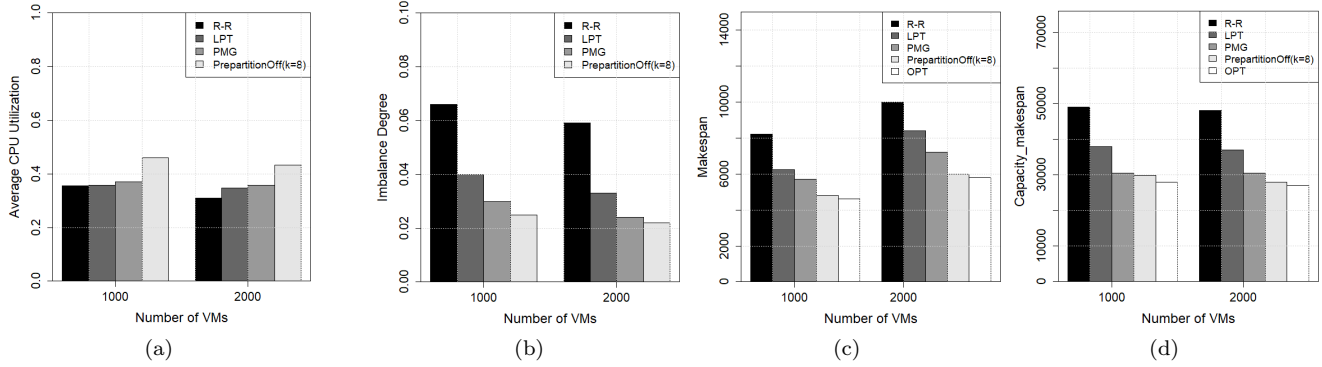 R-R
LPT
PMG
PrepartitionOff(k=8)
Average CPU Utilization
0.0
0.2
0.4
0.6
0.8
1.0
1000
2000
Number of VMs
(a)
R-R
LPT
PMG
PrepartitionOff(k=8)
Imbalance Degree
0.00
0.02
0.04
0.06
0.08
0.10
1000
2000
Number of VMs
(b)
R-R
LPT
PMG
PrepartitionOff(k=8)
OPT
Makespan
0
2000
6000
10000
14000
1000
2000
Number of VMs
(c)
R-R
LPT
PMG
PrepartitionOff(k=8)
OPT
Capacity_makespan
0
10000
30000
50000
70000
1000
2000
Number of VMs
(d)